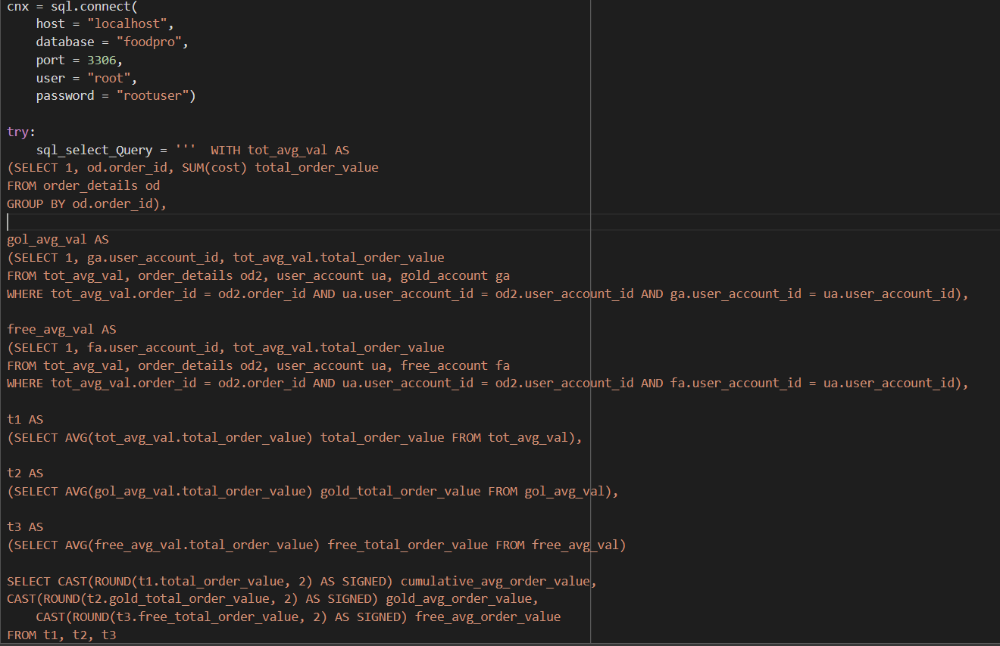 cnx = sql.connect(
    host = "localhost",
    database = "foodpro",
    port = 3306,
    user = "root",
    password = "rootuser")

try:
    sql_select_Query = '''  WITH tot_avg_val AS
(SELECT 1, od.order_id, SUM(cost) total_order_value
FROM order_details od
GROUP BY od.order_id),

gol_avg_val AS
(SELECT 1, ga.user_account_id, tot_avg_val.total_order_value
FROM tot_avg_val, order_details od2, user_account ua, gold_account ga
WHERE tot_avg_val.order_id = od2.order_id AND ua.user_account_id = od2.user_account_id AND ga.user_account_id = ua.user_account_id),

free_avg_val AS
(SELECT 1, fa.user_account_id, tot_avg_val.total_order_value
FROM tot_avg_val, order_details od2, user_account ua, free_account fa
WHERE tot_avg_val.order_id = od2.order_id AND ua.user_account_id = od2.user_account_id AND fa.user_account_id = ua.user_account_id),

t1 AS
(SELECT AVG(tot_avg_val.total_order_value) total_order_value FROM tot_avg_val),

t2 AS
(SELECT AVG(gol_avg_val.total_order_value) gold_total_order_value FROM gol_avg_val),

t3 AS
(SELECT AVG(free_avg_val.total_order_value) free_total_order_value FROM free_avg_val)

SELECT CAST(ROUND(t1.total_order_value, 2) AS SIGNED) cumulative_avg_order_value,
CAST(ROUND(t2.gold_total_order_value, 2) AS SIGNED) gold_avg_order_value,
    CAST(ROUND(t3.free_total_order_value, 2) AS SIGNED) free_avg_order_value
FROM t1, t2, t3